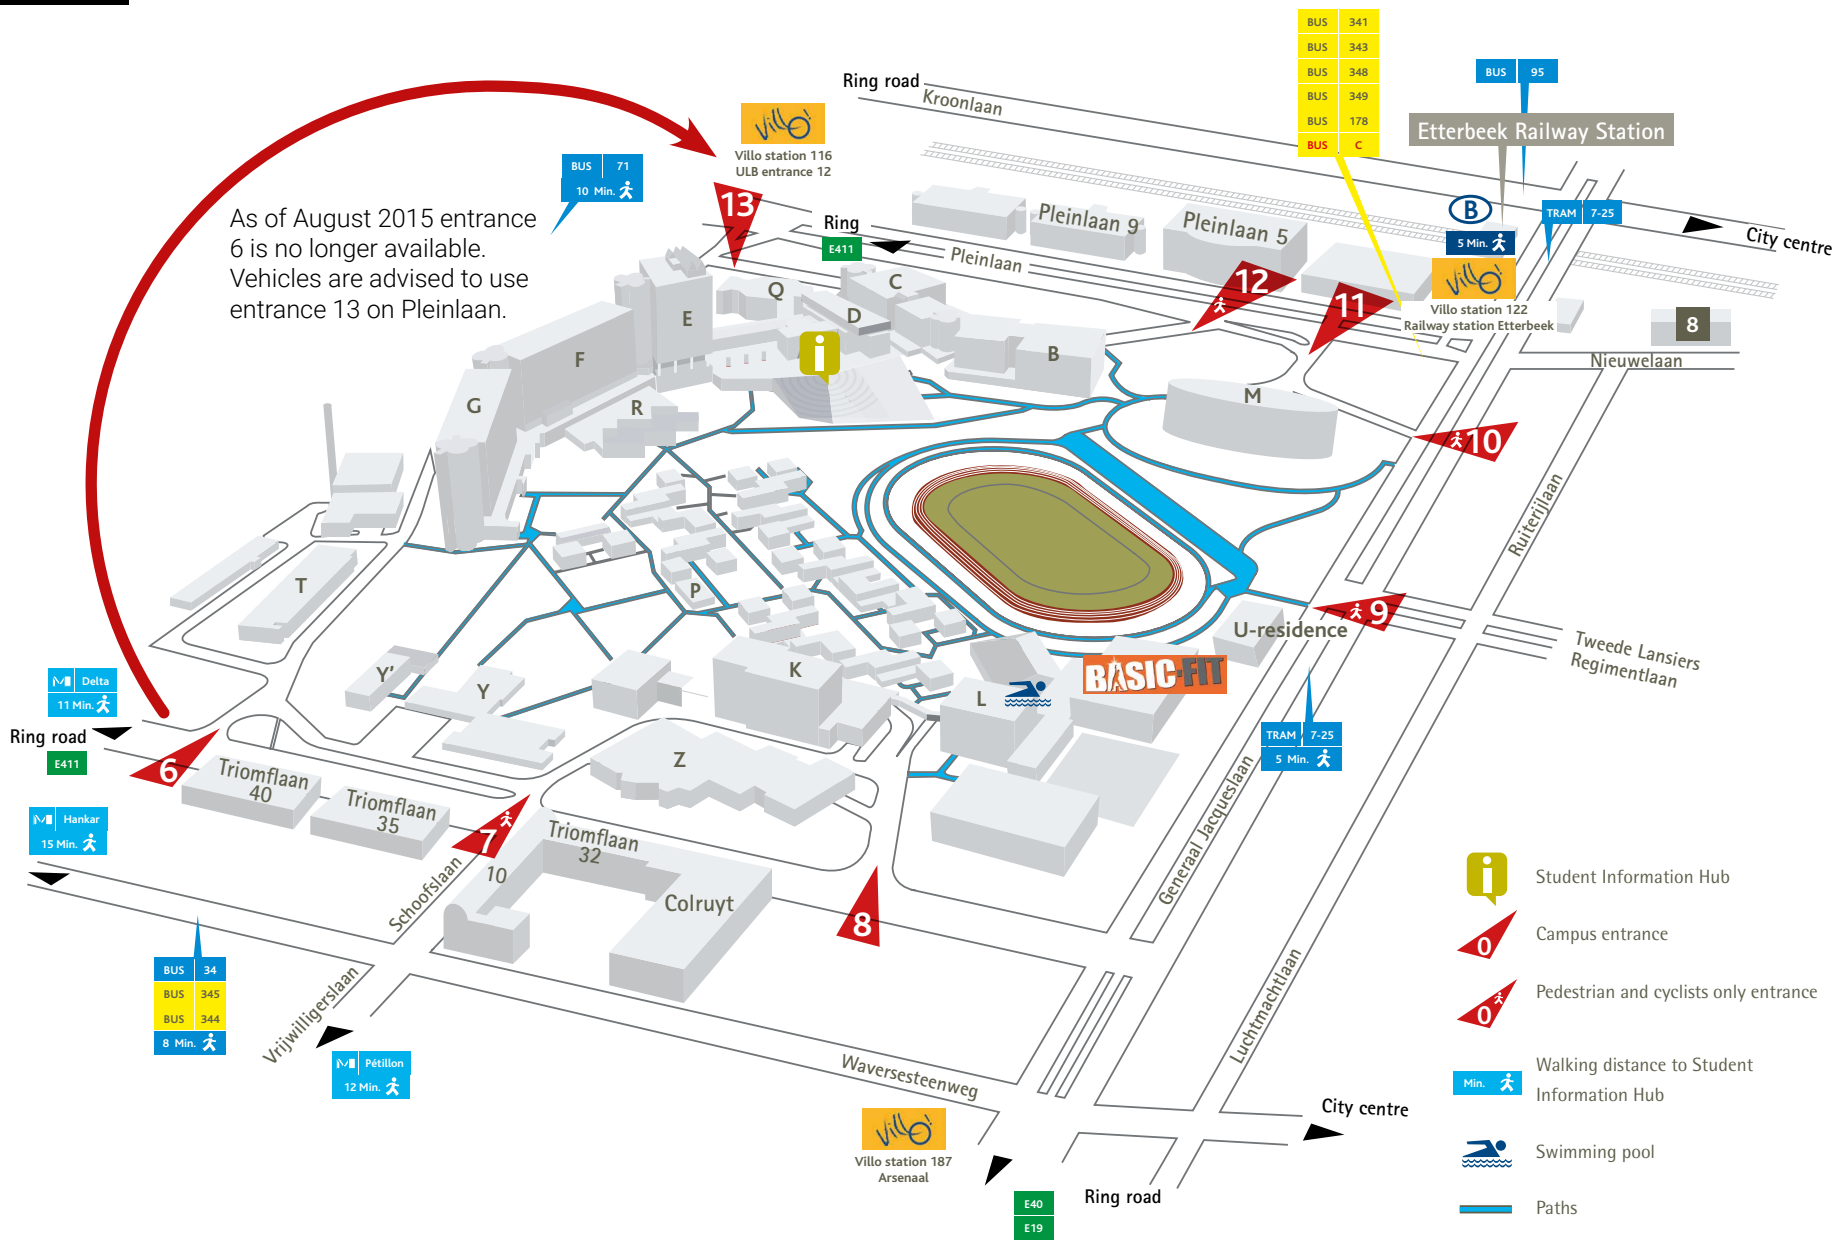 BUS 341
BUS 343
BUS 348
BUS 349
BUS 178
BUS C
BUS 95
Etterbeek Railway Station
Ring road
Kroonlaan
Villo!
Villo station 116
ULB entrance 12
BUS 71
10 Min.
As of August 2015 entrance
6 is no longer available.
Vehicles are advised to use
entrance 13 on Pleinlaan.
13
Ring
E411
Pleinlaan
Pleinlaan 9
Pleinlaan 5
B
5 Min.
TRAM 7-25
City centre
Villo!
Villo station 122
Railway station Etterbeek
12
11
8
Nieuwelaan
Q
C
D
E
B
F
G
R
M
i
10
Ruiterijlaan
T
P
9
U-residence
Tweede Lansiers
Regimentlaan
Y'
Y
K
L
BASIC-FIT
Z
Delta
11 Min.
Ring road
E411
6
Triomflaan
40
Triomflaan
35
7
Triomflaan
32
10
Colruyt
8
Hankar
15 Min.
Schoofslaan
Vrijwilligerslaan
BUS 34
BUS 345
BUS 344
8 Min.
Pétillon
12 Min.
TRAM 7-25
5 Min.
Generaal Jacqueslaan
Luchtmachtlaan
Waversesteenweg
Villo!
Villo station 187
Arsenaal
E40
E19
Ring road
City centre
i Student Information Hub
0 Campus entrance
0 Pedestrian and cyclists only entrance
Min. Walking distance to Student
Information Hub
Swimming pool
Paths